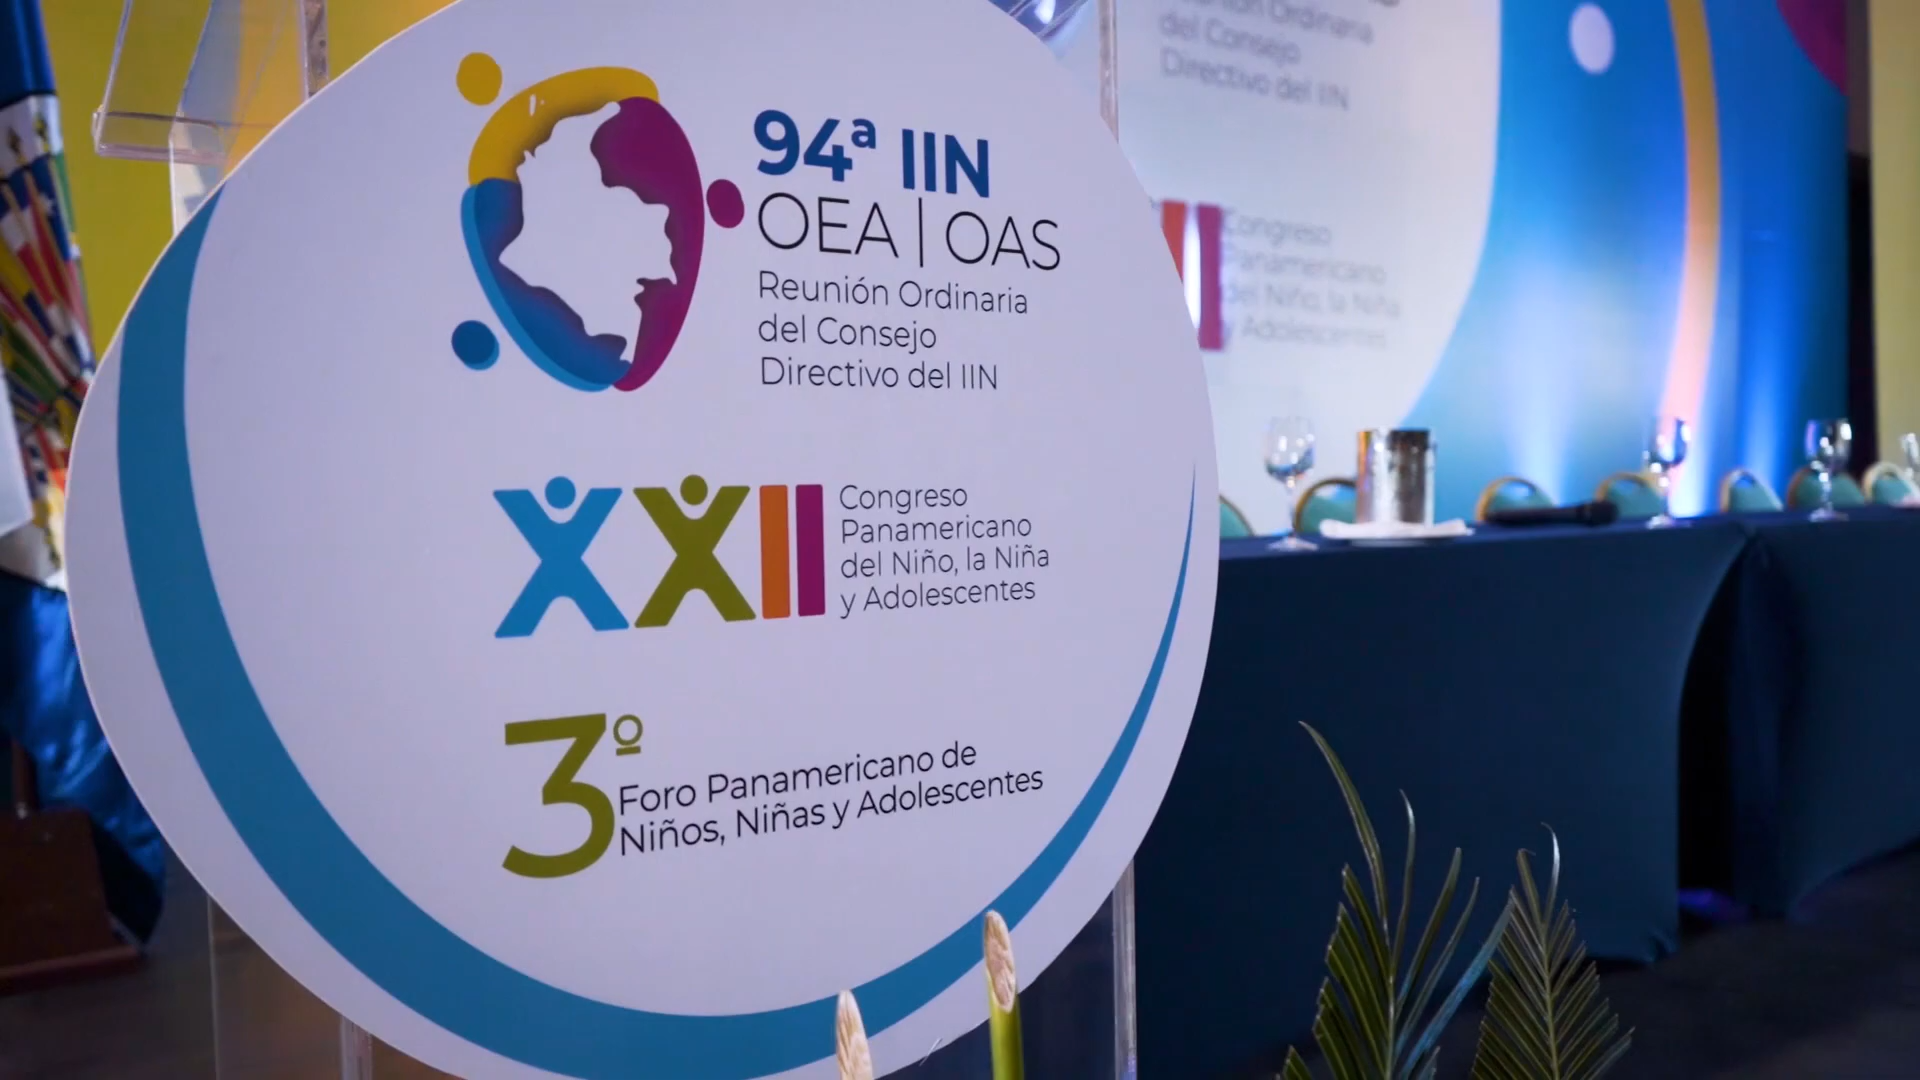 94ª IIN
OEA | OAS
Reunión Ordinaria
del Consejo
Directivo del IIN
XXII
Congreso
Panamericano
del Niño, la Niña
y Adolescentes
3º
Foro Panamericano de
Niños, Niñas y Adolescentes
Reunión Ordinaria
del Consejo
Directivo del IIN
Congreso
Panamericano
del Niño, la Niña
y Adolescentes